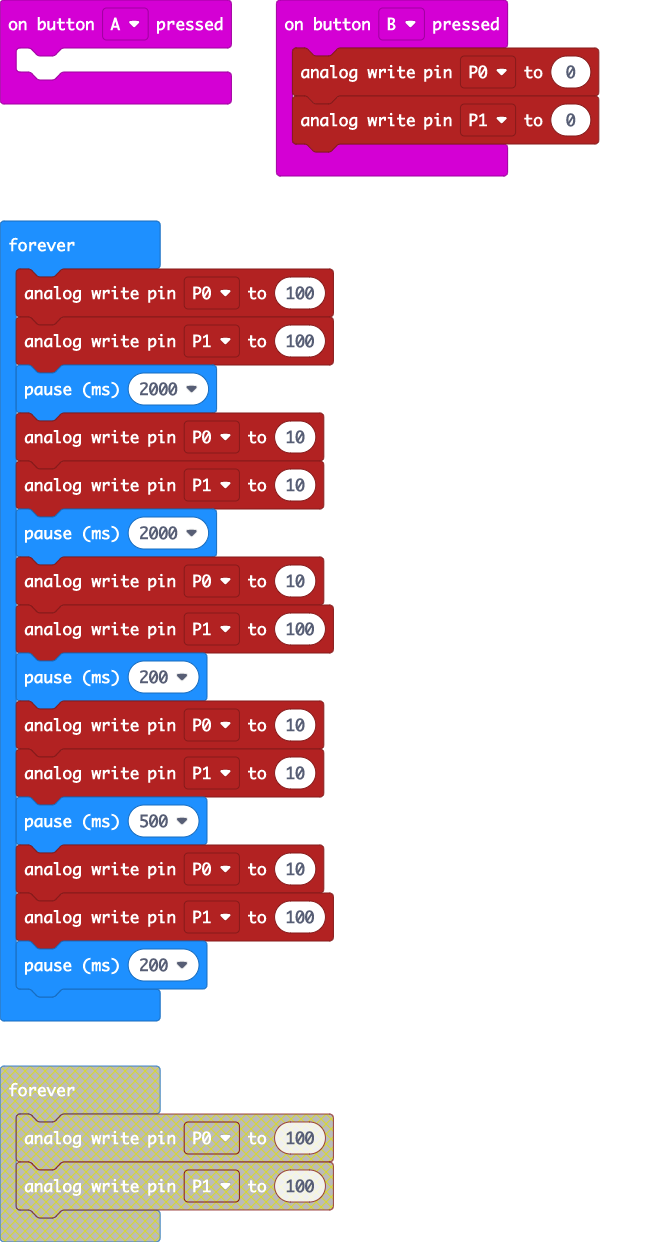 on button A pressed
on button B pressed
analog write pin P0 to 0
analog write pin P1 to 0
forever
analog write pin P0 to 100
analog write pin P1 to 100
pause (ms) 2000
analog write pin P0 to 10
analog write pin P1 to 10
pause (ms) 2000
analog write pin P0 to 10
analog write pin P1 to 100
pause (ms) 200
analog write pin P0 to 10
analog write pin P1 to 10
pause (ms) 500
analog write pin P0 to 10
analog write pin P1 to 100
pause (ms) 200
forever
analog write pin P0 to 100
analog write pin P1 to 100